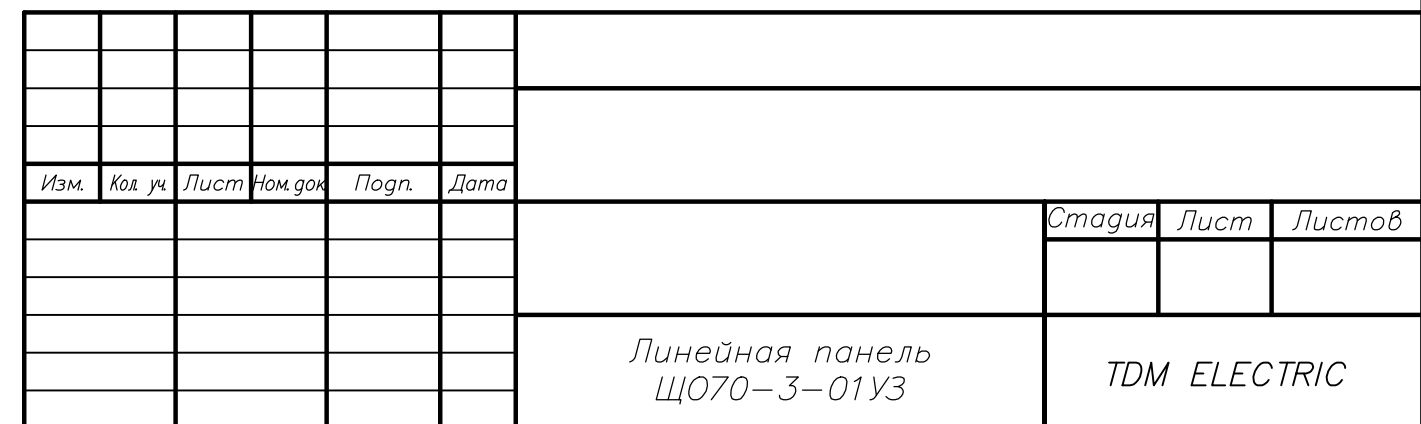 Изм. Кол. уч. Лист Ном. док Подп. Дата
Стадия Лист Листов
Линейная панель
ЩО70-3-01У3
TDM ELECTRIC